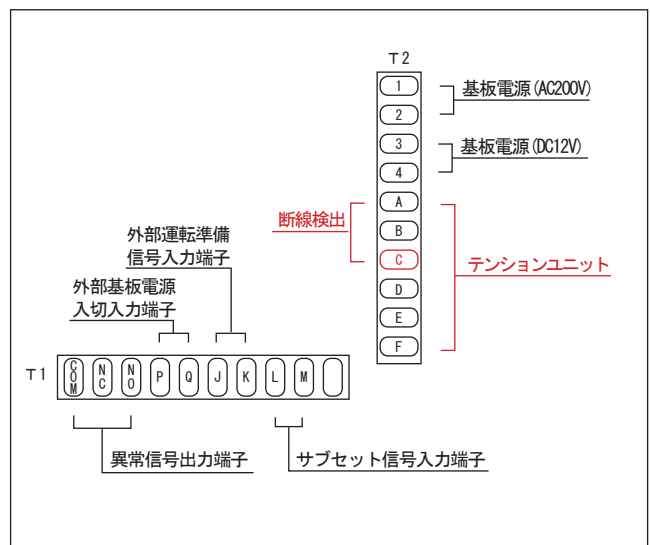 T2
1
基板電源(AC200V)
2
3
基板電源(DC12V)
4
A
断線検出
B
外部運転準備
信号入力端子
C
テンションユニット
外部基板電源
入切入力端子
D
E
F
T1
COM
NC
NO
P
Q
J
K
L
M
異常信号出力端子
サブセット信号入力端子